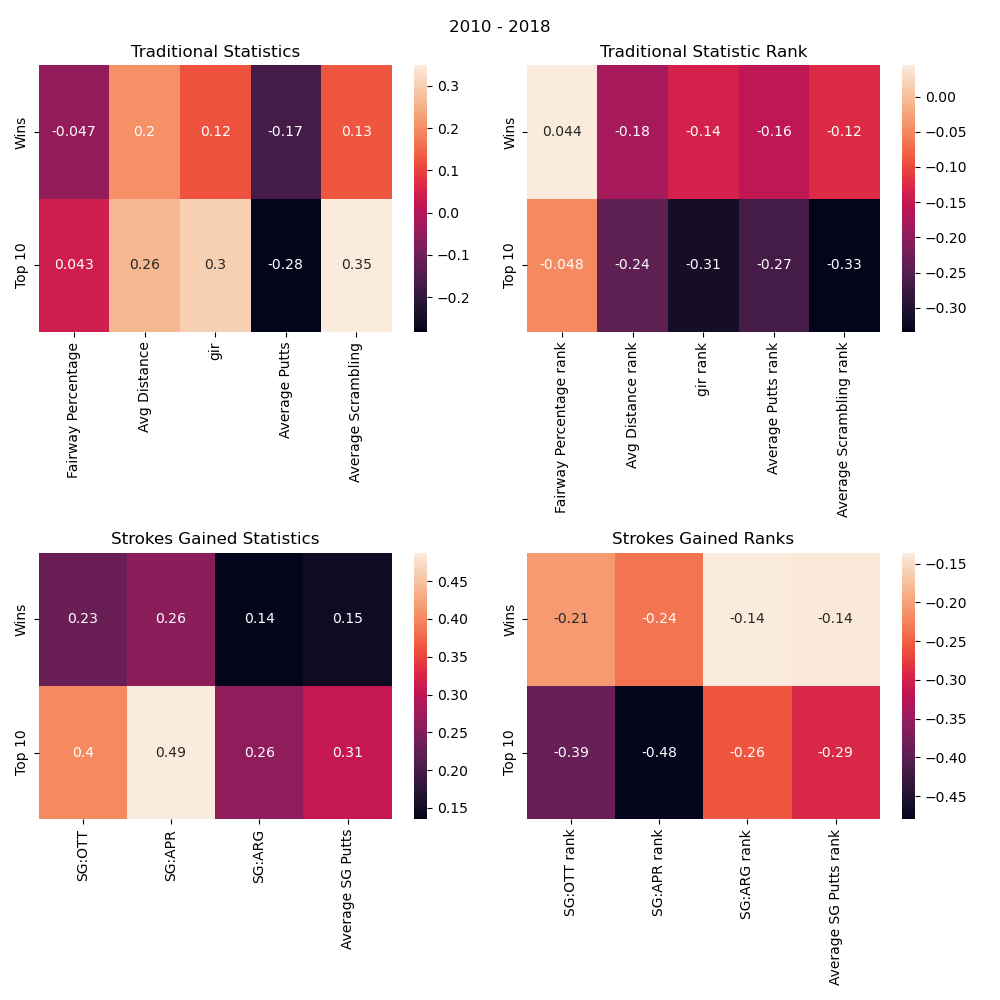 2010 - 2018
Traditional Statistics
Wins
-0.047 0.2 0.12 -0.17 0.13
Top 10
0.043 0.26 0.3 -0.28 0.35
0.3
0.2
0.1
0.0
−0.1
−0.2
Fairway Percentage
Avg Distance
gir
Average Putts
Average Scrambling
Traditional Statistic Rank
Wins
0.044 -0.18 -0.14 -0.16 -0.12
Top 10
-0.048 -0.24 -0.31 -0.27 -0.33
0.00
−0.05
−0.10
−0.15
−0.20
−0.25
−0.30
Fairway Percentage rank
Avg Distance rank
gir rank
Average Putts rank
Average Scrambling rank
Strokes Gained Statistics
Wins
0.23 0.26 0.14 0.15
Top 10
0.4 0.49 0.26 0.31
0.45
0.40
0.35
0.30
0.25
0.20
0.15
SG:OTT
SG:APR
SG:ARG
Average SG Putts
Strokes Gained Ranks
Wins
-0.21 -0.24 -0.14 -0.14
Top 10
-0.39 -0.48 -0.26 -0.29
−0.15
−0.20
−0.25
−0.30
−0.35
−0.40
−0.45
SG:OTT rank
SG:APR rank
SG:ARG rank
Average SG Putts rank